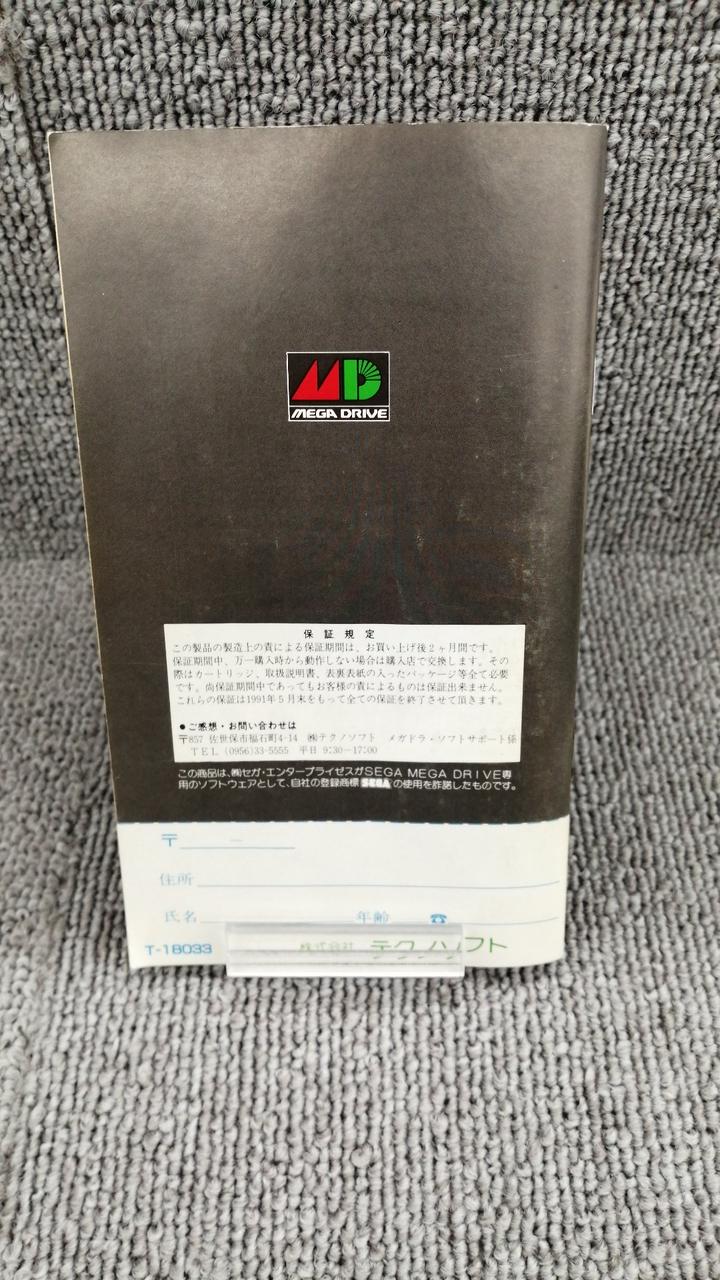 MD
MEGA DRIVE
保証規定
この製品の製造上の責による保証期間は、お買い上げ後2ヶ月間です。
保証期間中、万一購入時から動作しない場合は購入店で交換します。その
際はカートリッジ、取扱説明書、表裏表紙の入ったパッケージ等全て必要
です。尚保証期間中であってもお客様の責によるものは保証出来ません。
これらの保証は1991年5月末をもって全ての保証を終了させて頂きます。
●ご感想・お問い合わせは
〒857 佐世保市福石町4-14 ㈱テクノソフト メガドラ・ソフトサポート係
TEL (0956)33-5555 平日 9:30-17:00
この商品は、㈱セガ・エンタープライゼスがSEGA MEGA DRIVE専
用のソフトウェアとして、自社の登録商標 SEGA の使用を許諾したものです。
〒 —
住所
氏名 年齢 ☎
T-18033 株式会社 テクノソフト